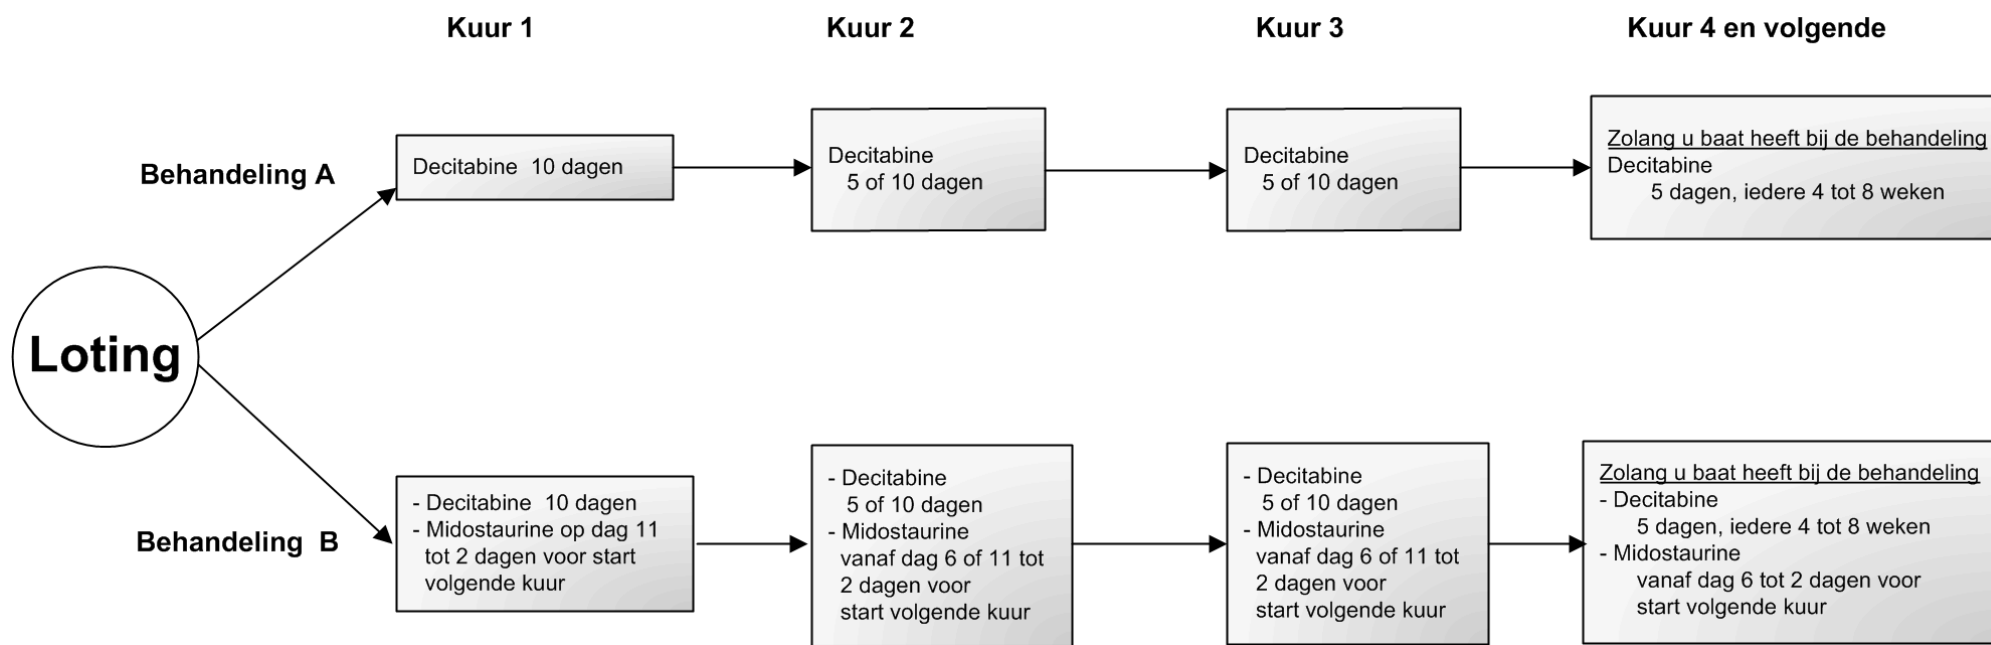 Kuur 1
Kuur 2
Kuur 3
Kuur 4 en volgende
Behandeling A
Decitabine 10 dagen
Decitabine
5 of 10 dagen
Decitabine
5 of 10 dagen
Zolang u baat heeft bij de behandeling
Decitabine
5 dagen, iedere 4 tot 8 weken
Loting
Behandeling B
- Decitabine 10 dagen
- Midostaurine op dag 11
tot 2 dagen voor start
volgende kuur
- Decitabine
5 of 10 dagen
- Midostaurine
vanaf dag 6 of 11 tot
2 dagen voor
start volgende kuur
- Decitabine
5 of 10 dagen
- Midostaurine
vanaf dag 6 of 11 tot
2 dagen voor
start volgende kuur
Zolang u baat heeft bij de behandeling
- Decitabine
5 dagen, iedere 4 tot 8 weken
- Midostaurine
vanaf dag 6 tot 2 dagen voor
start volgende kuur